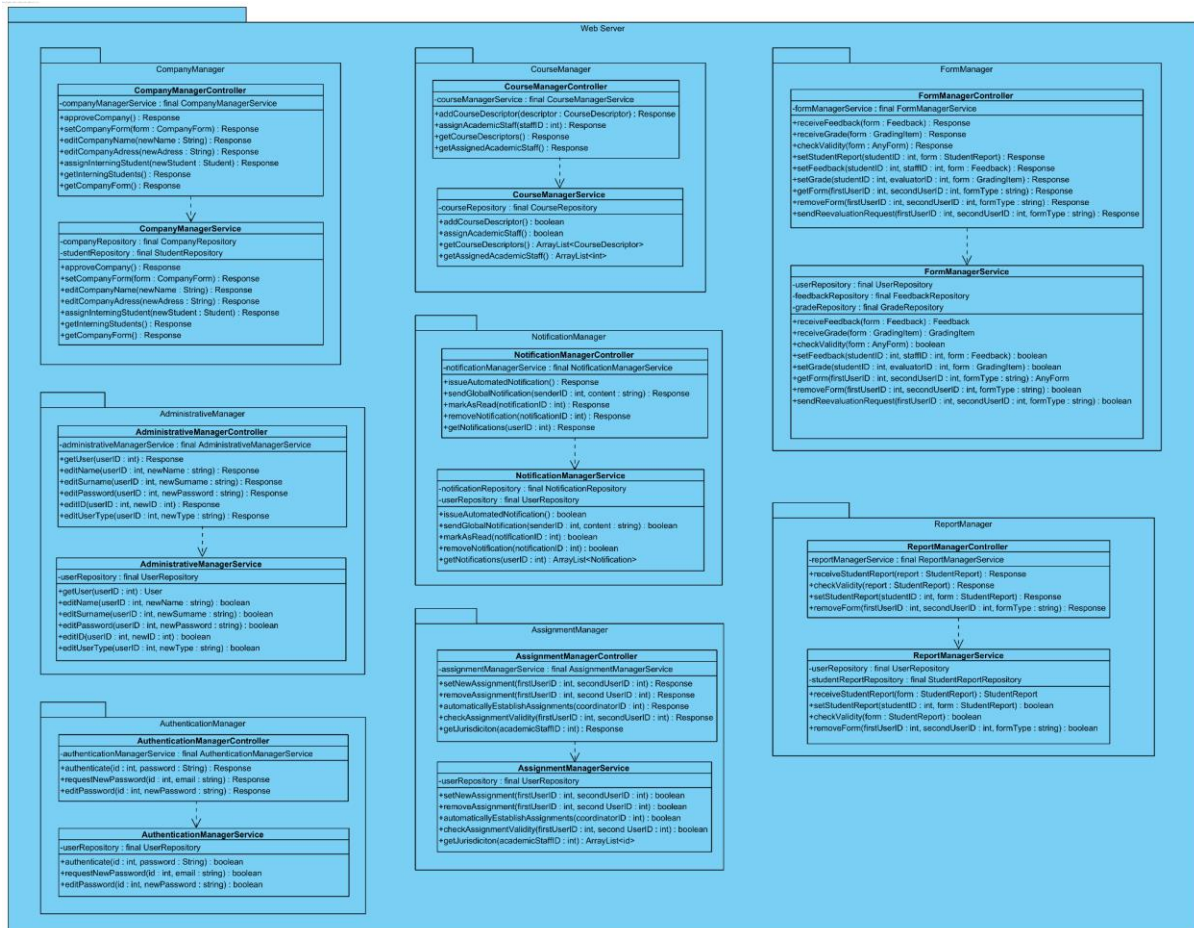 Web Server
CompanyManager
CompanyManagerController
-companyManagerService : final CompanyManagerService
+approveCompany() : Response
+setCompanyForm(form : CompanyForm) : Response
+editCompanyName(newName : String) : Response
+editCompanyAdress(newAdress : String) : Response
+assignInterningStudent(newStudent : Student) : Response
+getInterningStudents() : Response
+getCompanyForm() : Response
CompanyManagerService
-companyRepository : final CompanyRepository
-studentRepository : final StudentRepository
+approveCompany() : Response
+setCompanyForm(form : CompanyForm) : Response
+editCompanyName(newName : String) : Response
+editCompanyAdress(newAdress : String) : Response
+assignInterningStudent(newStudent : Student) : Response
+getInterningStudents() : Response
+getCompanyForm() : Response
AdministrativeManager
AdministrativeManagerController
-administrativeManagerService : final AdministrativeManagerService
+getUser(userID : int) : Response
+editName(userID : int, newName : string) : Response
+editSurname(userID : int, newSurname : string) : Response
+editPassword(userID : int, newPassword : string) : Response
+editID(userID : int, newID : int) : Response
+editUserType(userID : int, newType : string) : Response
AdministrativeManagerService
-userRepository : final UserRepository
+getUser(userID : int) : User
+editName(userID : int, newName : string) : boolean
+editSurname(userID : int, newSurname : string) : boolean
+editPassword(userID : int, newPassword : string) : boolean
+editID(userID : int, newID : int) : boolean
+editUserType(userID : int, newType : string) : boolean
AuthenticationManager
AuthenticationManagerController
-authenticationManagerService : final AuthenticationManagerService
+authenticate(id : int, password : String) : Response
+requestNewPassword(id : int, email : string) : Response
+editPassword(id : int, newPassword : string) : Response
AuthenticationManagerService
-userRepository : final UserRepository
+authenticate(id : int, password : String) : boolean
+requestNewPassword(id : int, email : string) : boolean
+editPassword(id : int, newPassword : string) : boolean
CourseManager
CourseManagerController
-courseManagerService : final CourseManagerService
+addCourseDescriptor(descriptor : CourseDescriptor) : Response
+assignAcademicStaff(staffID : int) : Response
+getCourseDescriptors() : Response
+getAssignedAcademicStaff() : Response
CourseManagerService
-courseRepository : final CourseRepository
+addCourseDescriptor() : boolean
+assignAcademicStaff() : boolean
+getCourseDescriptors() : ArrayList<CourseDescriptor>
+getAssignedAcademicStaff() : ArrayList<int>
NotificationManager
NotificationManagerController
-notificationManagerService : final NotificationManagerService
+issueAutomatedNotification() : Response
+sendGlobalNotification(senderID : int, content : string) : Response
+markAsRead(notificationID : int) : Response
+removeNotification(notificationID : int) : Response
+getNotifications(userID : int) : Response
NotificationManagerService
-notificationRepository : final NotificationRepository
-userRepository : final UserRepository
+issueAutomatedNotification() : boolean
+sendGlobalNotification(senderID : int, content : string) : boolean
+markAsRead(notificationID : int) : boolean
+removeNotification(notificationID : int) : boolean
+getNotifications(userID : int) : ArrayList<Notification>
AssignmentManager
AssignmentManagerController
-assignmentManagerService : final AssignmentManagerService
+setNewAssignment(firstUserID : int, secondUserID : int) : Response
+removeAssignment(firstUserID : int, second UserID : int) : Response
+automaticallyEstablishAssignments(coordinatorID : int) : Response
+checkAssignmentValidity(firstUserID : int, secondUserID : int) : Response
+getJurisdiciton(academicStaffID : int) : Response
AssignmentManagerService
-userRepository : final UserRepository
+setNewAssignment(firstUserID : int, secondUserID : int) : boolean
+removeAssignment(firstUserID : int, second UserID : int) : boolean
+automaticallyEstablishAssignments(coordinatorID : int) : boolean
+checkAssignmentValidity(firstUserID : int, second UserID : int) : boolean
+getJurisdiciton(academicStaffID : int) : ArrayList<id>
FormManager
FormManagerController
-formManagerService : final FormManagerService
+receiveFeedback(form : Feedback) : Response
+receiveGrade(form : GradingItem) : Response
+checkValidity(form : AnyForm) : Response
+setStudentReport(studentID : int, form : StudentReport) : Response
+setFeedback(studentID : int, staffID : int, form : Feedback) : Response
+setGrade(studentID : int, evaluatorID : int, form : GradingItem) : Response
+getForm(firstUserID : int, secondUserID : int, formType : string) : Response
+removeForm(firstUserID : int, secondUserID : int, formType : string) : Response
+sendReevaluationRequest(firstUserID : int, secondUserID : int, formType : string) : Response
FormManagerService
-userRepository : final UserRepository
-feedbackRepository : final FeedbackRepository
-gradeRepository : final GradeRepository
+receiveFeedback(form : Feedback) : Feedback
+receiveGrade(form : GradingItem) : GradingItem
+checkValidity(form : AnyForm) : boolean
+setFeedback(studentID : int, staffID : int, form : Feedback) : boolean
+setGrade(studentID : int, evaluatorID : int, form : GradingItem) : boolean
+getForm(firstUserID : int, secondUserID : int, formType : string) : AnyForm
+removeForm(firstUserID : int, secondUserID : int, formType : string) : boolean
+sendReevaluationRequest(firstUserID : int, secondUserID : int, formType : string) : boolean
ReportManager
ReportManagerController
-reportManagerService : final ReportManagerService
+receiveStudentReport(report : StudentReport) : Response
+checkValidity(report : StudentReport) : Response
+setStudentReport(studentID : int, form : StudentReport) : Response
+removeForm(firstUserID : int, secondUserID : int, formType : string) : Response
ReportManagerService
-userRepository : final UserRepository
-studentReportRepository : final StudentReportRepository
+receiveStudentReport(form : StudentReport) : StudentReport
+setStudentReport(studentID : int, form : StudentReport) : boolean
+checkValidity(form : StudentReport) : boolean
+removeForm(firstUserID : int, secondUserID : int, formType : string) : boolean